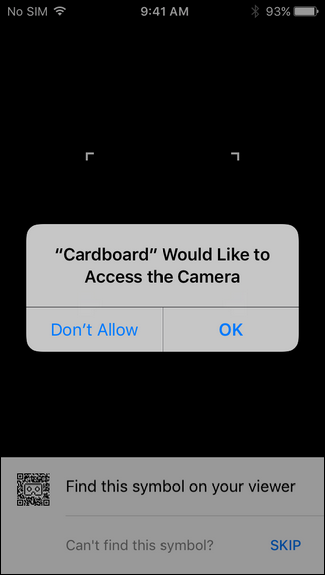 No SIM 9:41 AM 93%
“Cardboard” Would Like to
Access the Camera
Don’t Allow OK
Find this symbol on your viewer
Can't find this symbol? SKIP